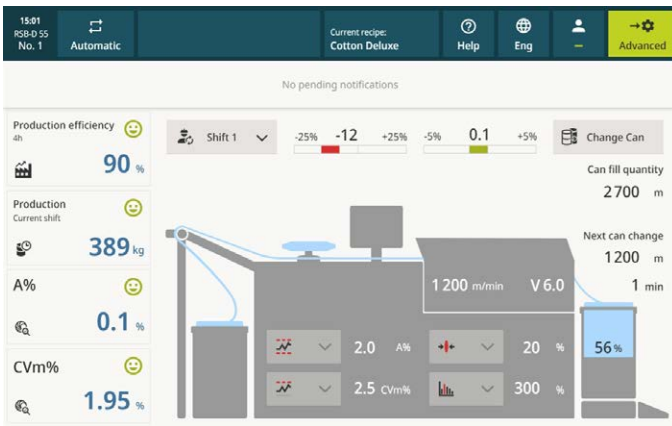 15:01
RSB-D 55
No. 1
Automatic
Current recipe:
Cotton Deluxe
Help
Eng
–
Advanced
No pending notifications
Production efficiency
4h
90 %
Production
Current shift
389 kg
A%
0.1 %
CVm%
1.95 %
Shift 1
-25% -12 +25%
-5% 0.1 +5%
Change Can
Can fill quantity
2700 m
Next can change
1200 m
1 min
1200 m/min V 6.0
2.0 A%
20 %
2.5 CVm%
300 %
56 %